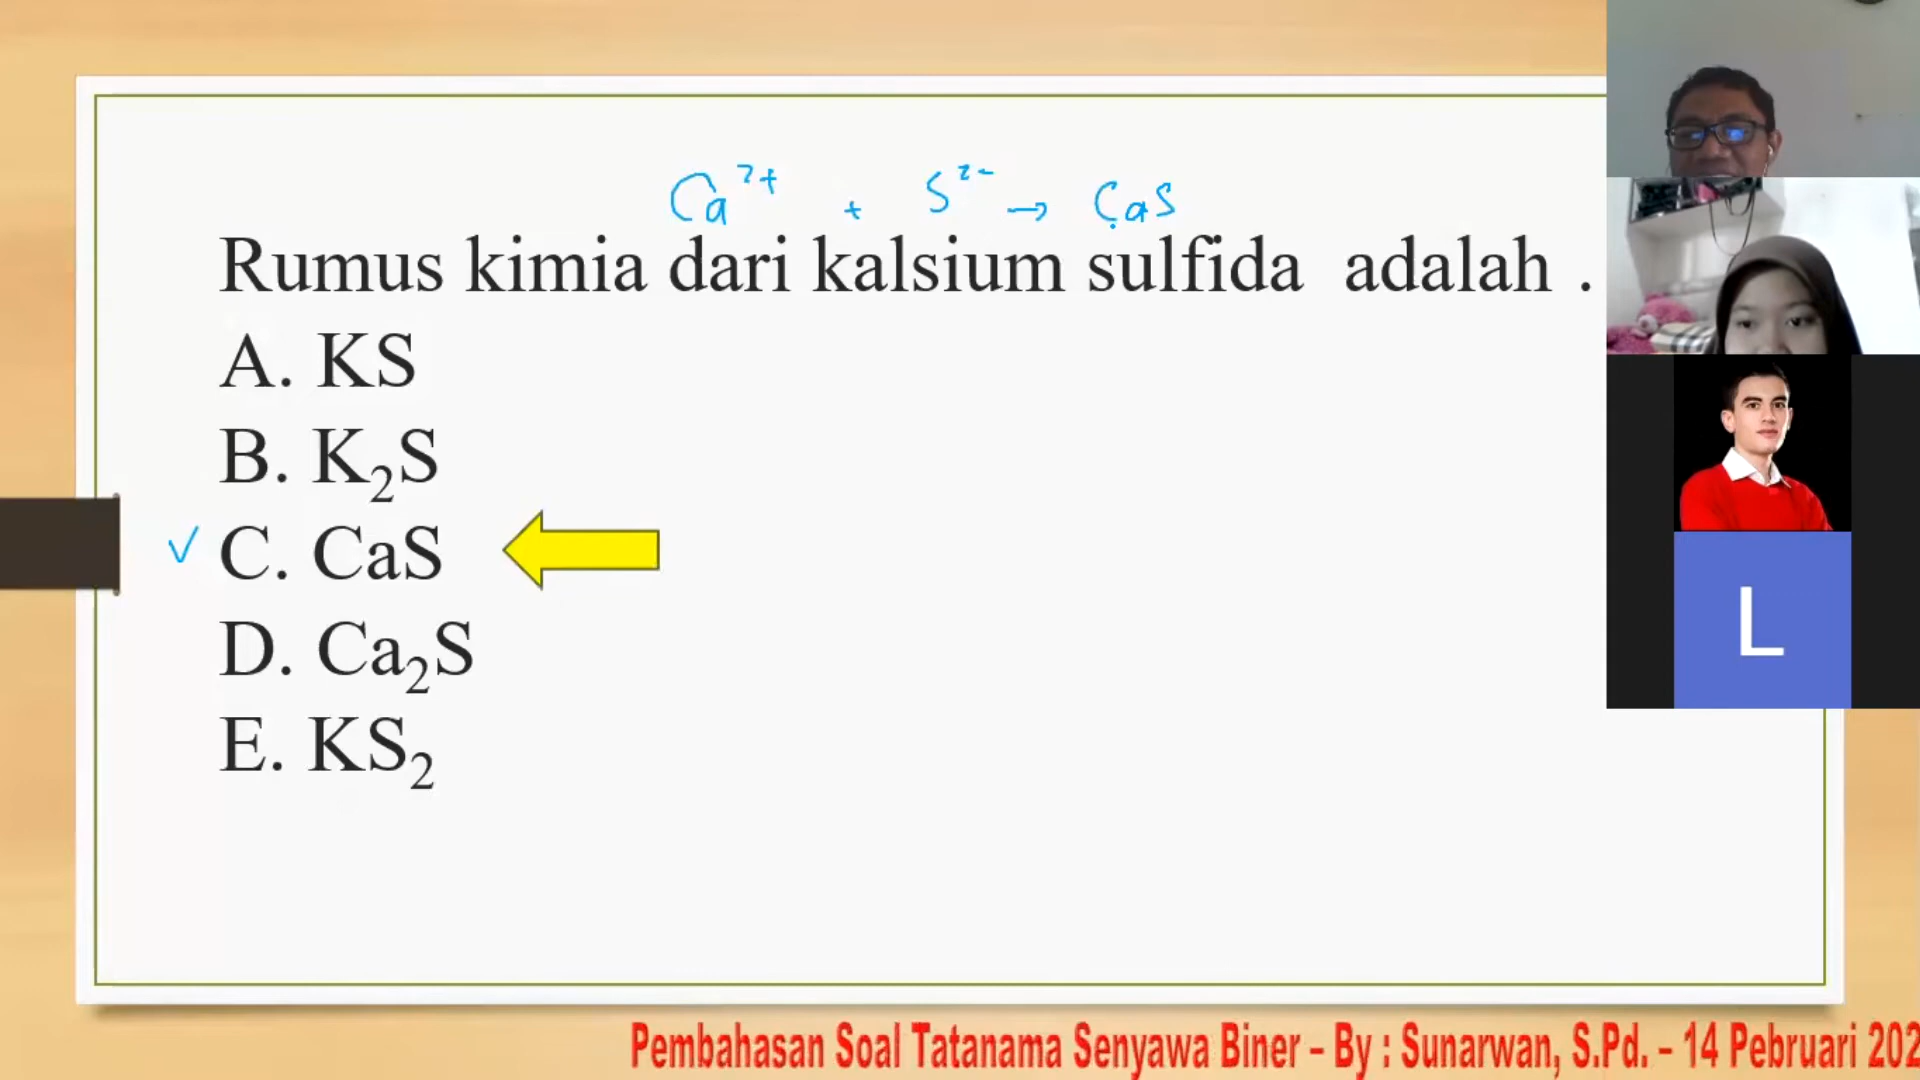 Ca²⁺ + S²⁻ → CaS
Rumus kimia dari kalsium sulfida adalah .
A. KS
B. K₂S
✓ C. CaS
D. Ca₂S
E. KS₂
L
Pembahasan Soal Tatanama Senyawa Biner – By : Sunarwan, S.Pd. – 14 Pebruari 202